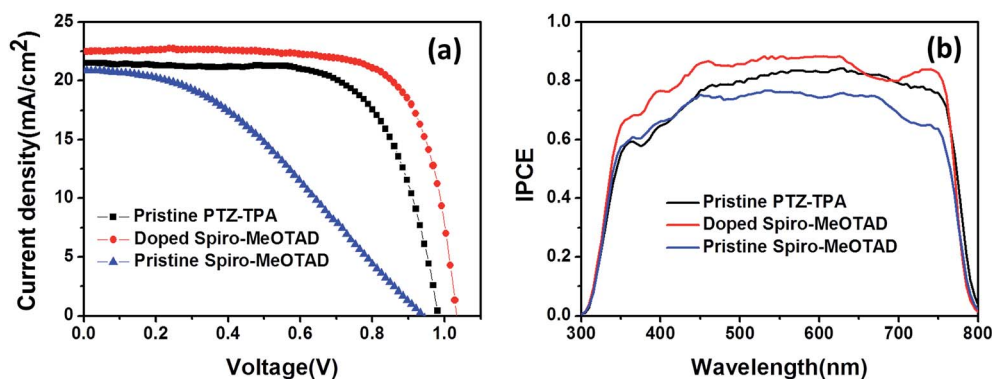 (a)
Current density(mA/cm²)
25
20
15
10
5
0
0.0 0.2 0.4 0.6 0.8 1.0
Voltage(V)
Pristine PTZ-TPA
Doped Spiro-MeOTAD
Pristine Spiro-MeOTAD
(b)
IPCE
1.0
0.8
0.6
0.4
0.2
0.0
300 400 500 600 700 800
Wavelength(nm)
Pristine PTZ-TPA
Doped Spiro-MeOTAD
Pristine Spiro-MeOTAD